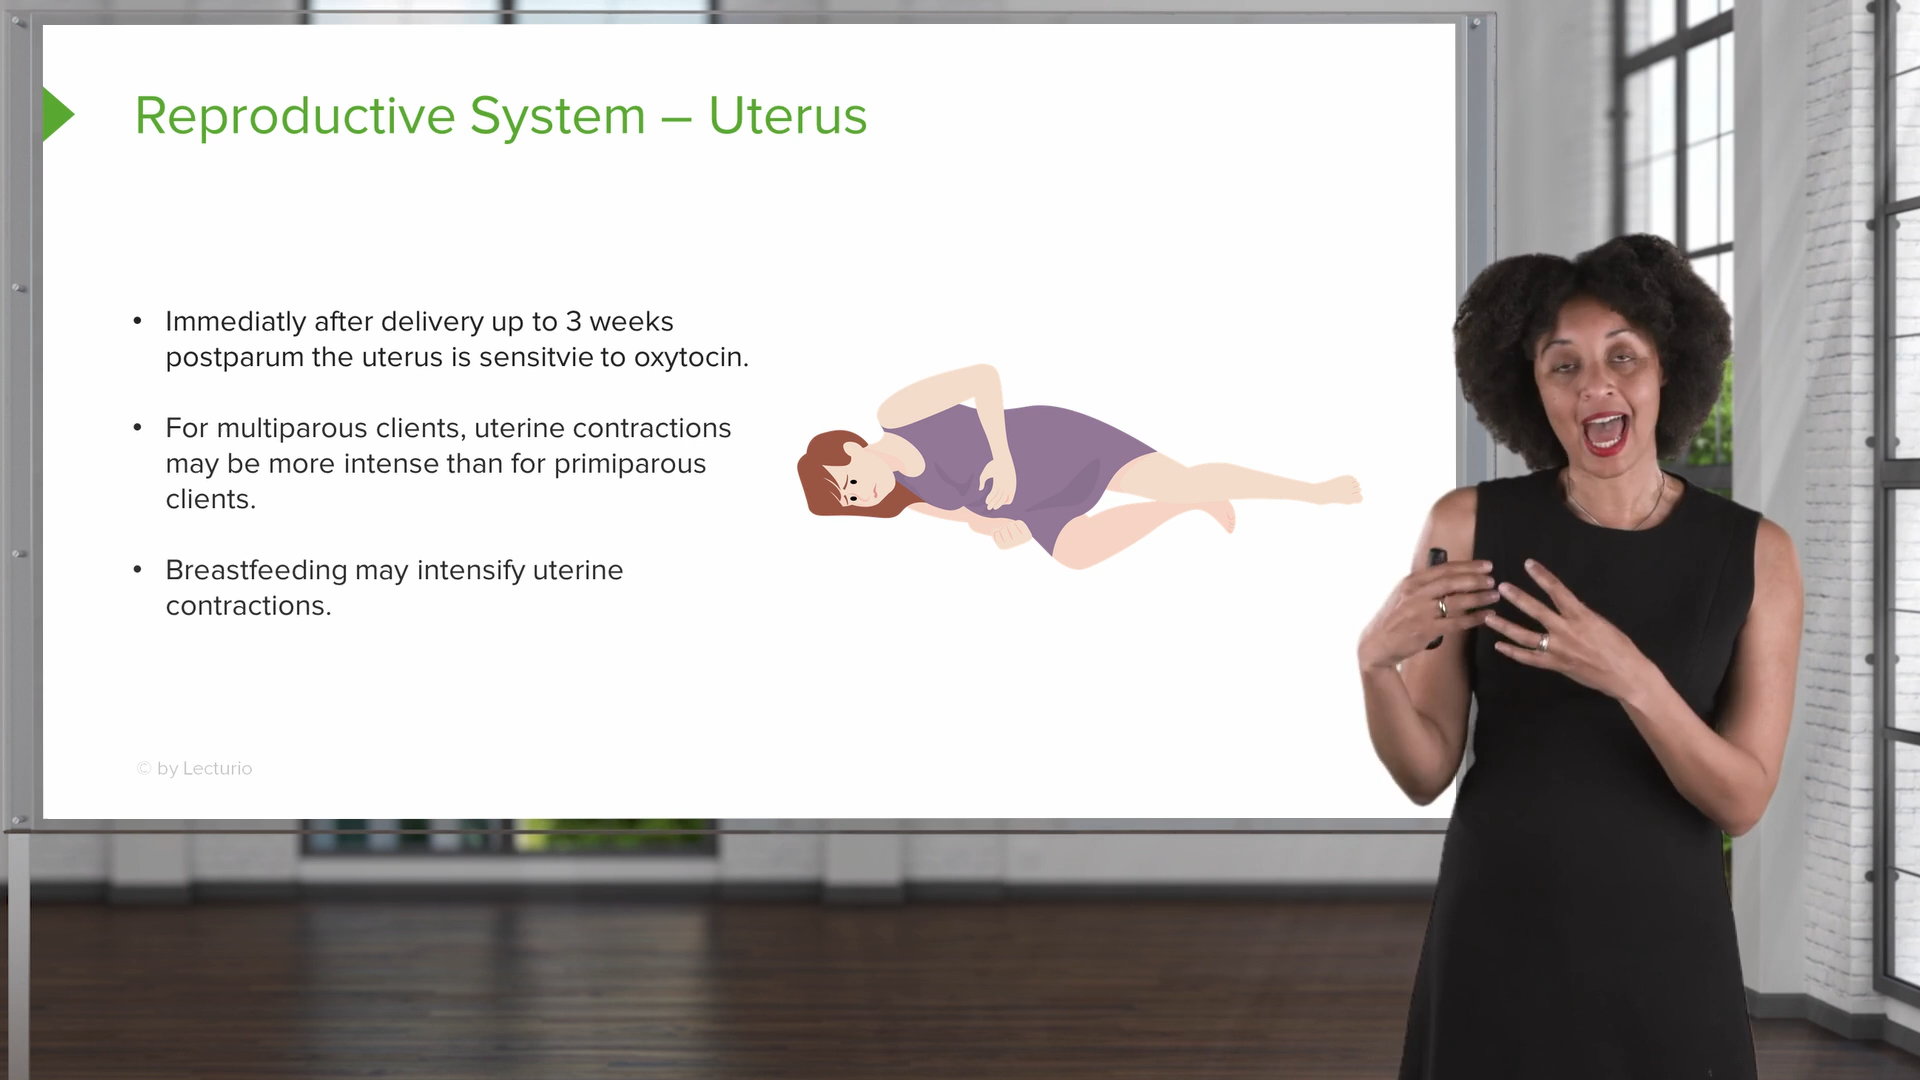 Reproductive System – Uterus
• Immediatly after delivery up to 3 weeks
postparum the uterus is sensitvie to oxytocin.
• For multiparous clients, uterine contractions
may be more intense than for primiparous
clients.
• Breastfeeding may intensify uterine
contractions.
© by Lecturio